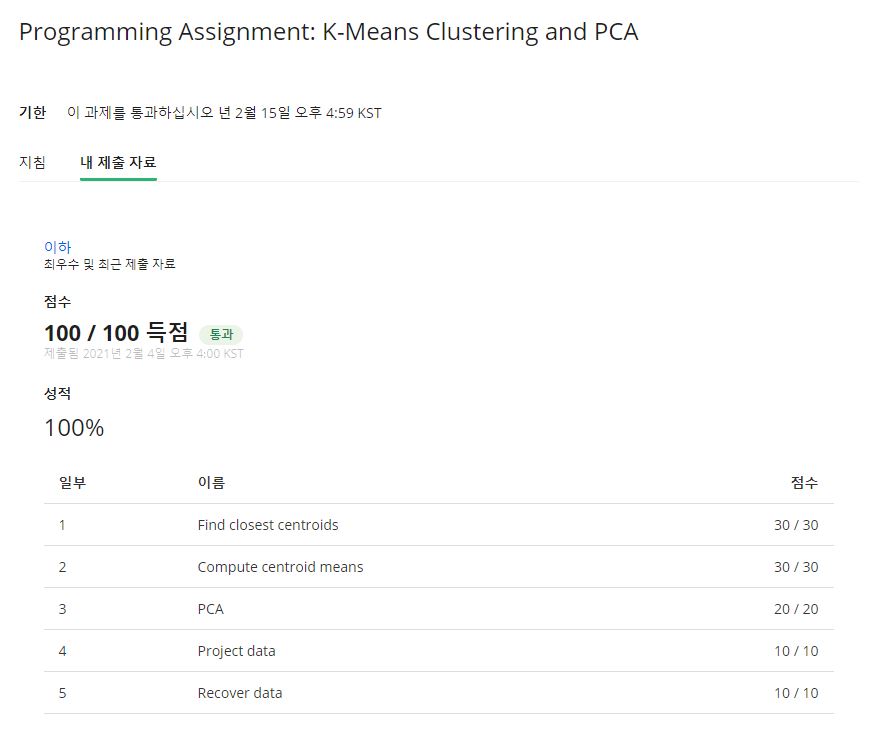 Programming Assignment: K-Means Clustering and PCA
기한 이 과제를 통과하십시오 년 2월 15일 오후 4:59 KST
지침 내 제출 자료
이하
최우수 및 최근 제출 자료
점수
100 / 100 득점 통과
제출됨 2021년 2월 4일 오후 4:00 KST
성적
100%
일부 이름 점수
1 Find closest centroids 30 / 30
2 Compute centroid means 30 / 30
3 PCA 20 / 20
4 Project data 10 / 10
5 Recover data 10 / 10